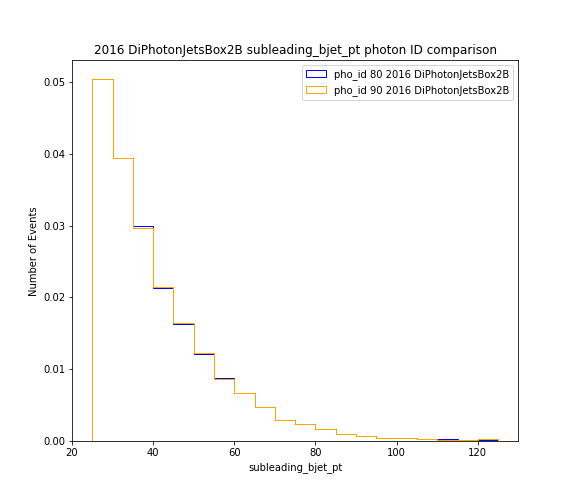 2016 DiPhotonJetsBox2B subleading_bjet_pt photon ID comparison
pho_id 80 2016 DiPhotonJetsBox2B
pho_id 90 2016 DiPhotonJetsBox2B
Number of Events
0.05
0.04
0.03
0.02
0.01
0.00
20 40 60 80 100 120
subleading_bjet_pt